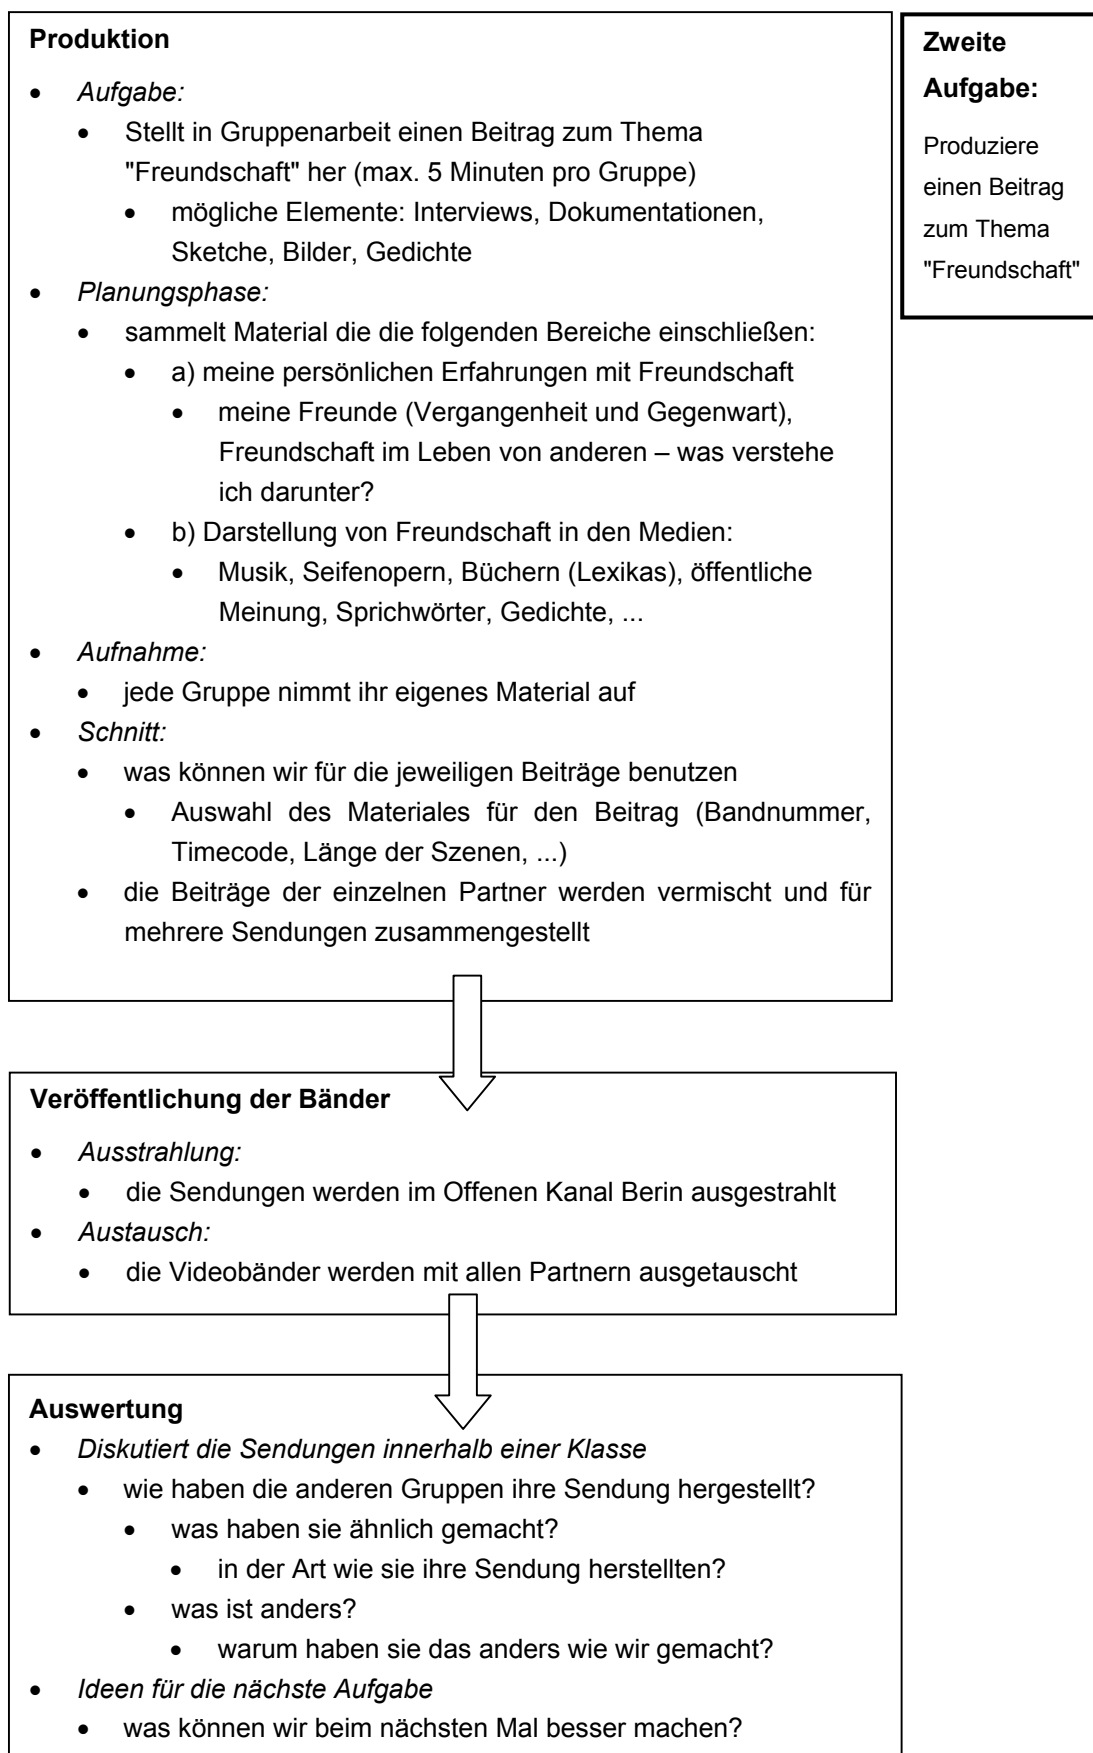 Produktion
• Aufgabe:
• Stellt in Gruppenarbeit einen Beitrag zum Thema
"Freundschaft" her (max. 5 Minuten pro Gruppe)
• mögliche Elemente: Interviews, Dokumentationen,
Sketche, Bilder, Gedichte
• Planungsphase:
• sammelt Material die die folgenden Bereiche einschließen:
• a) meine persönlichen Erfahrungen mit Freundschaft
• meine Freunde (Vergangenheit und Gegenwart),
Freundschaft im Leben von anderen – was verstehe
ich darunter?
• b) Darstellung von Freundschaft in den Medien:
• Musik, Seifenopern, Büchern (Lexikas), öffentliche
Meinung, Sprichwörter, Gedichte, ...
• Aufnahme:
• jede Gruppe nimmt ihr eigenes Material auf
• Schnitt:
• was können wir für die jeweiligen Beiträge benutzen
• Auswahl des Materiales für den Beitrag (Bandnummer,
Timecode, Länge der Szenen, ...)
• die Beiträge der einzelnen Partner werden vermischt und für
mehrere Sendungen zusammengestellt
Zweite
Aufgabe:
Produziere
einen Beitrag
zum Thema
"Freundschaft"
Veröffentlichung der Bänder
• Ausstrahlung:
• die Sendungen werden im Offenen Kanal Berin ausgestrahlt
• Austausch:
• die Videobänder werden mit allen Partnern ausgetauscht
Auswertung
• Diskutiert die Sendungen innerhalb einer Klasse
• wie haben die anderen Gruppen ihre Sendung hergestellt?
• was haben sie ähnlich gemacht?
• in der Art wie sie ihre Sendung herstellten?
• was ist anders?
• warum haben sie das anders wie wir gemacht?
• Ideen für die nächste Aufgabe
• was können wir beim nächsten Mal besser machen?